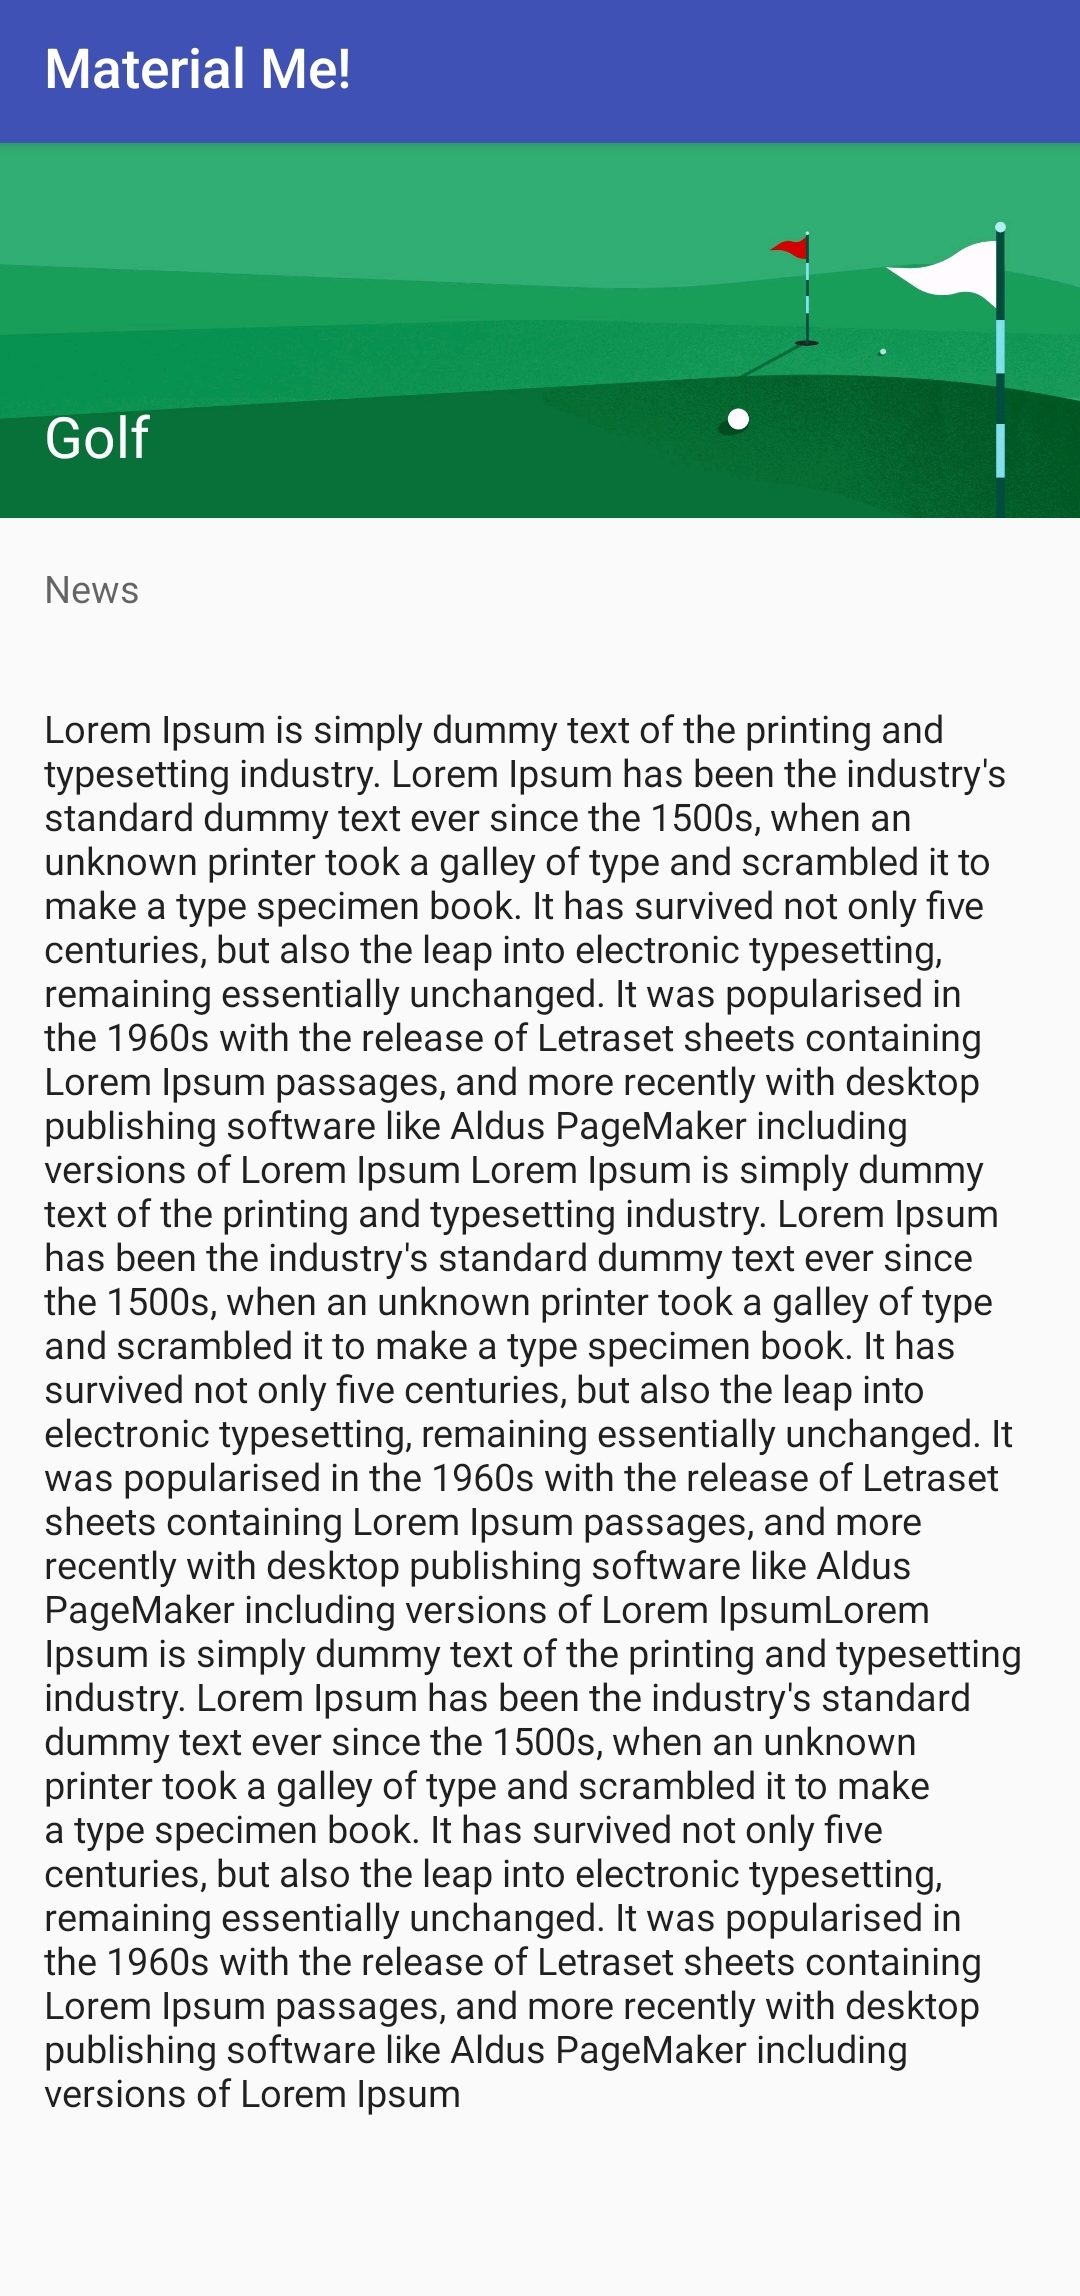 Material Me!
Golf
News
Lorem Ipsum is simply dummy text of the printing and
typesetting industry. Lorem Ipsum has been the industry's
standard dummy text ever since the 1500s, when an
unknown printer took a galley of type and scrambled it to
make a type specimen book. It has survived not only five
centuries, but also the leap into electronic typesetting,
remaining essentially unchanged. It was popularised in
the 1960s with the release of Letraset sheets containing
Lorem Ipsum passages, and more recently with desktop
publishing software like Aldus PageMaker including
versions of Lorem Ipsum Lorem Ipsum is simply dummy
text of the printing and typesetting industry. Lorem Ipsum
has been the industry's standard dummy text ever since
the 1500s, when an unknown printer took a galley of type
and scrambled it to make a type specimen book. It has
survived not only five centuries, but also the leap into
electronic typesetting, remaining essentially unchanged. It
was popularised in the 1960s with the release of Letraset
sheets containing Lorem Ipsum passages, and more
recently with desktop publishing software like Aldus
PageMaker including versions of Lorem IpsumLorem
Ipsum is simply dummy text of the printing and typesetting
industry. Lorem Ipsum has been the industry's standard
dummy text ever since the 1500s, when an unknown
printer took a galley of type and scrambled it to make
a type specimen book. It has survived not only five
centuries, but also the leap into electronic typesetting,
remaining essentially unchanged. It was popularised in
the 1960s with the release of Letraset sheets containing
Lorem Ipsum passages, and more recently with desktop
publishing software like Aldus PageMaker including
versions of Lorem Ipsum